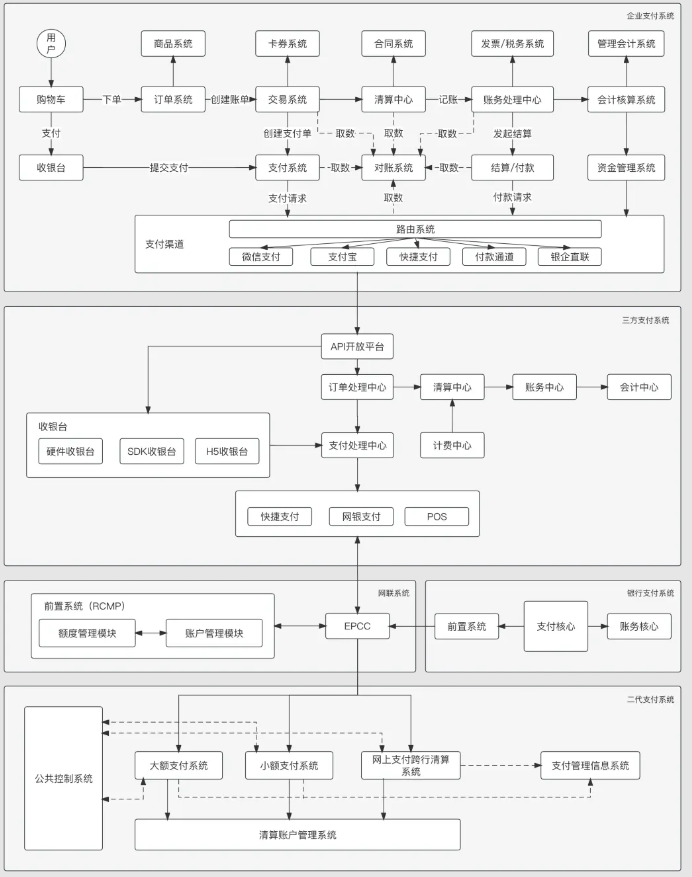 企业支付系统
用
户
商品系统
卡券系统
合同系统
发票/税务系统
管理会计系统
购物车
下单
订单系统
创建账单
交易系统
清算中心
记账
账务处理中心
会计核算系统
支付
创建支付单
取数
取数
取数
发起结算
收银台
提交支付
支付系统
取数
对账系统
取数
结算/付款
资金管理系统
支付请求
取数
付款请求
支付渠道
路由系统
微信支付
支付宝
快捷支付
付款通道
银企直联
三方支付系统
API开放平台
订单处理中心
清算中心
账务中心
会计中心
收银台
硬件收银台
SDK收银台
H5收银台
支付处理中心
计费中心
快捷支付
网银支付
POS
网联系统
银行支付系统
前置系统（RCMP）
额度管理模块
账户管理模块
EPCC
前置系统
支付核心
账务核心
二代支付系统
公共控制系统
大额支付系统
小额支付系统
网上支付跨行清算
系统
支付管理信息系统
清算账户管理系统